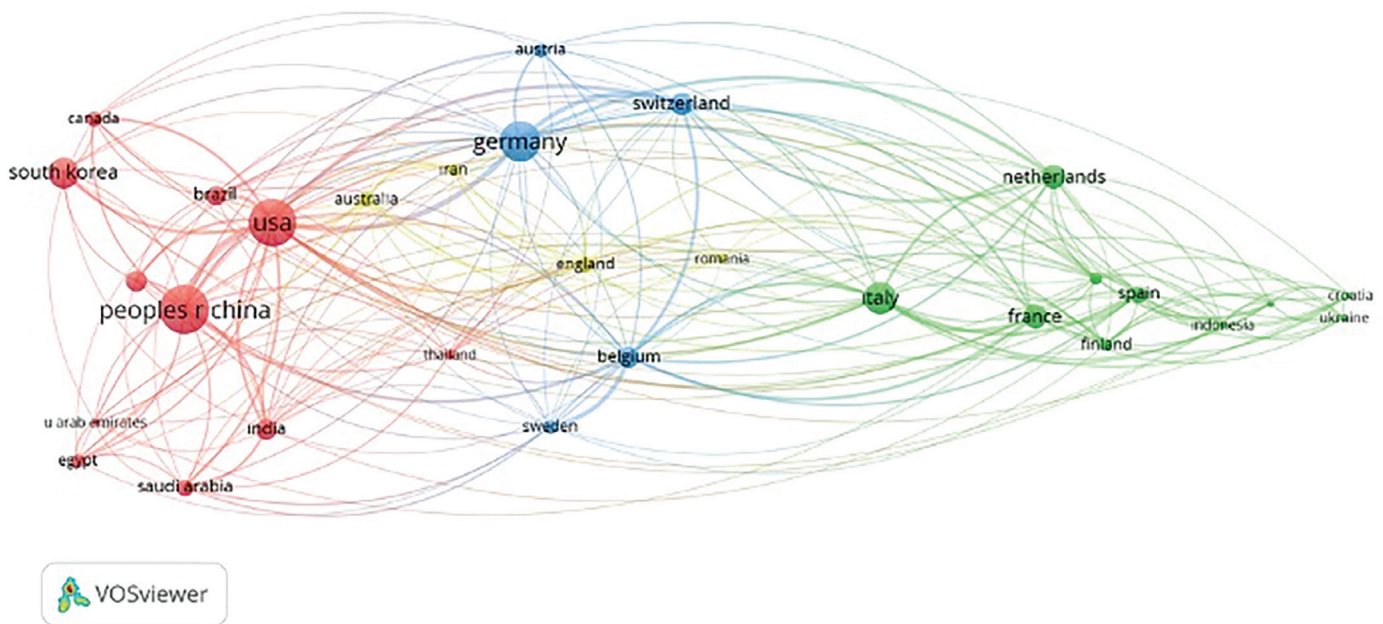 austria
switzerland
canada
germany
south korea
iran
netherlands
brazil
australia
usa
england
romania
spain
croatia
italy
peoples r china
france
ukraine
indonesia
finland
thailand
belgium
u arab emirates
india
sweden
egypt
saudi arabia
VOSviewer